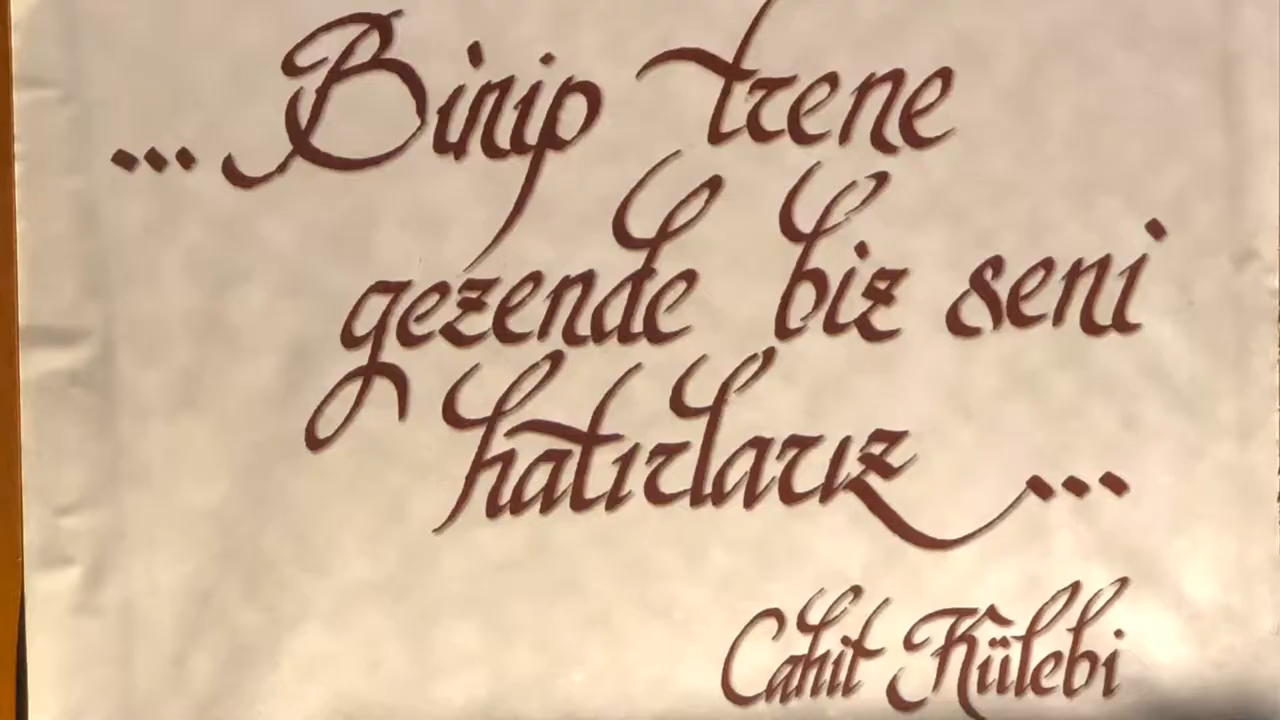 ... Binip trene
gezende biz seni
hatırlarız ...
Cahit Külebi